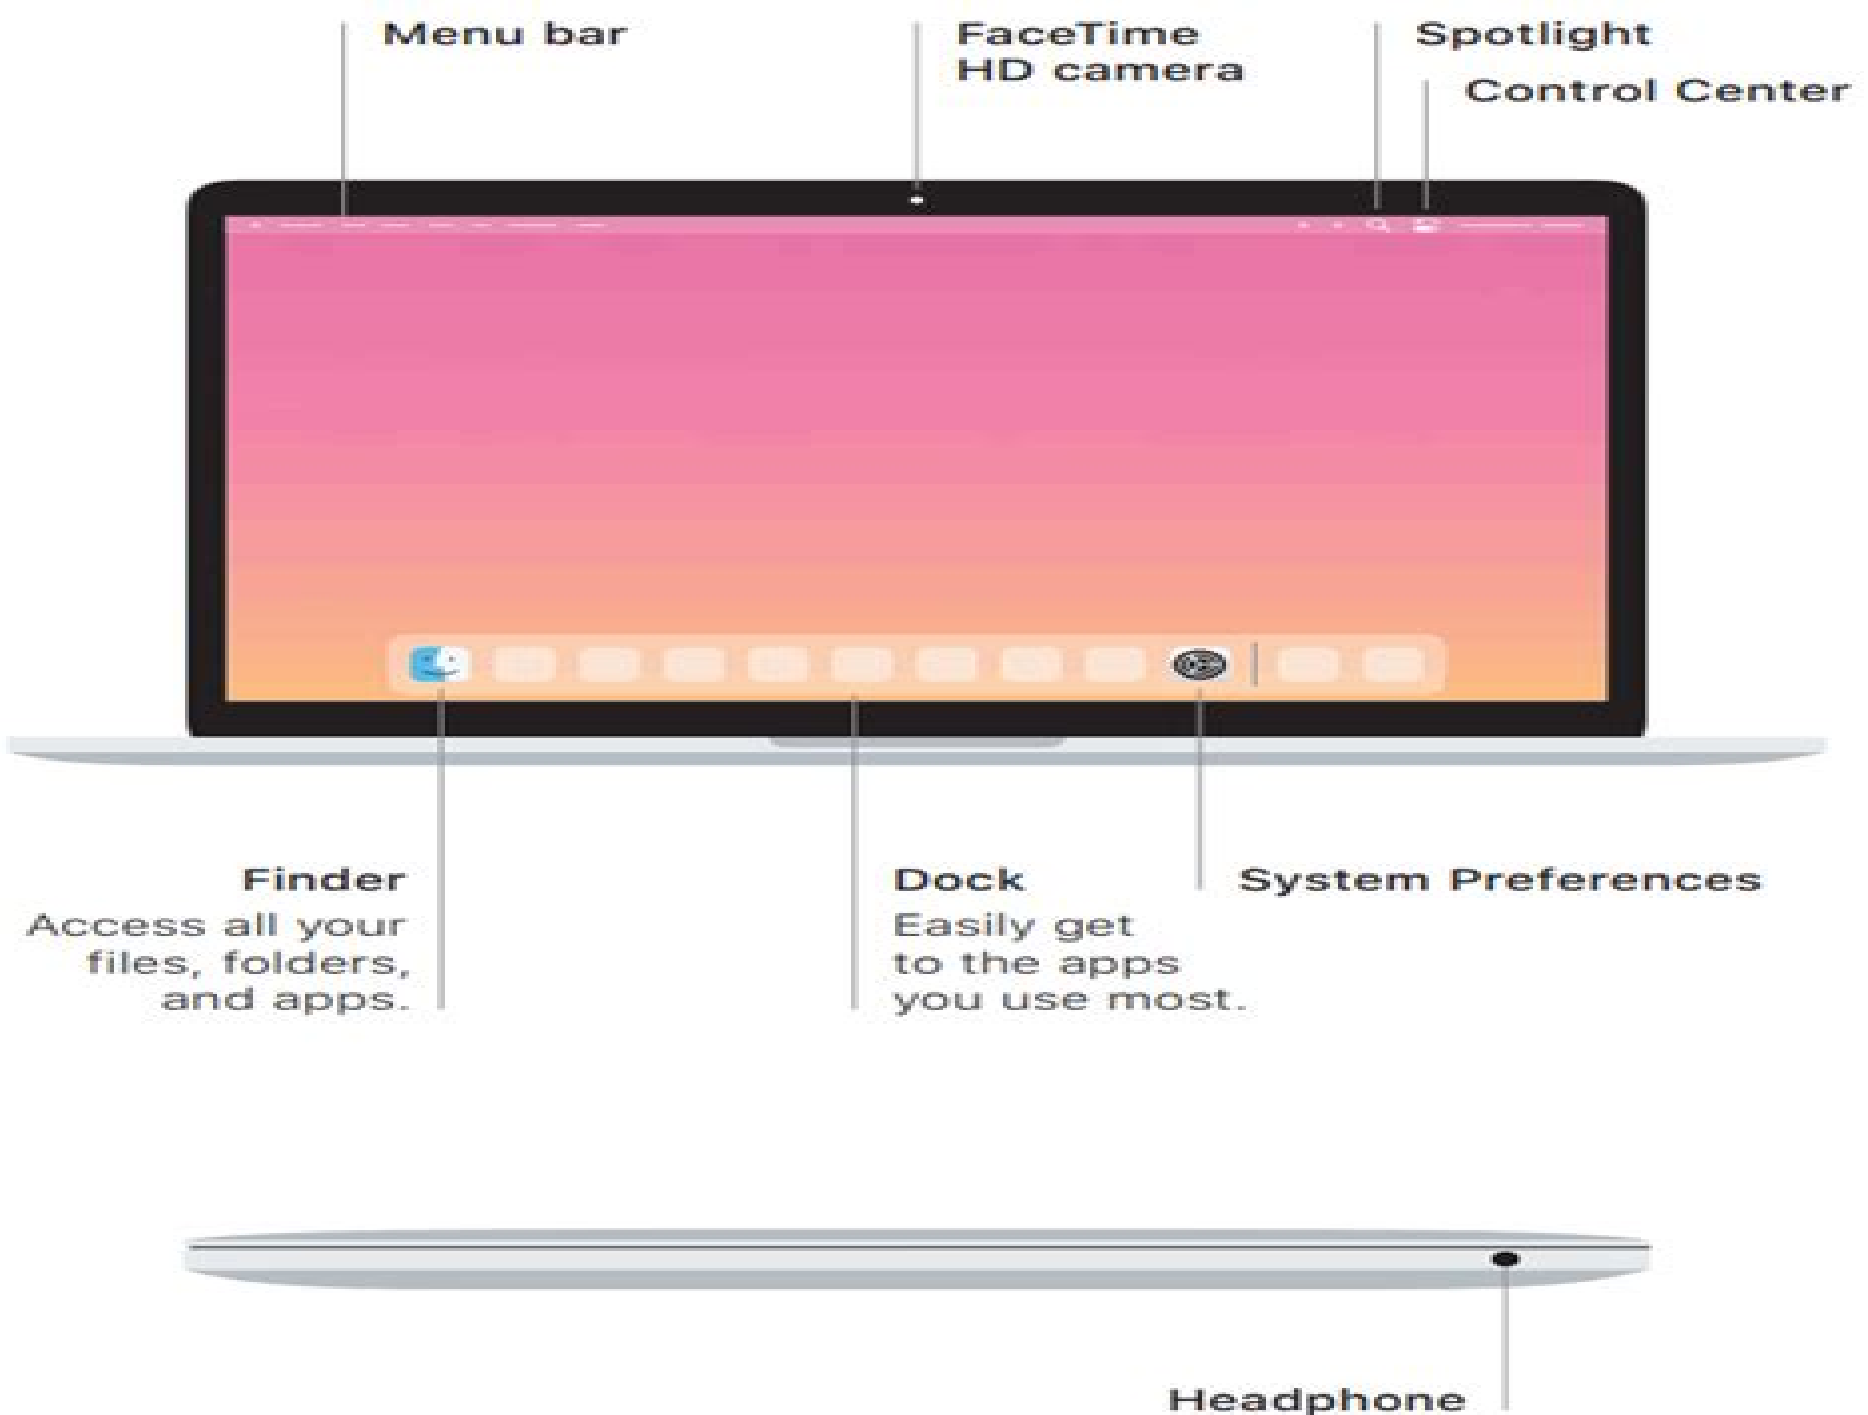 Menu bar
FaceTime
HD camera
Spotlight
Control Center
Finder
Access all your
files, folders,
and apps.
Dock
Easily get
to the apps
you use most.
System Preferences
Headphone